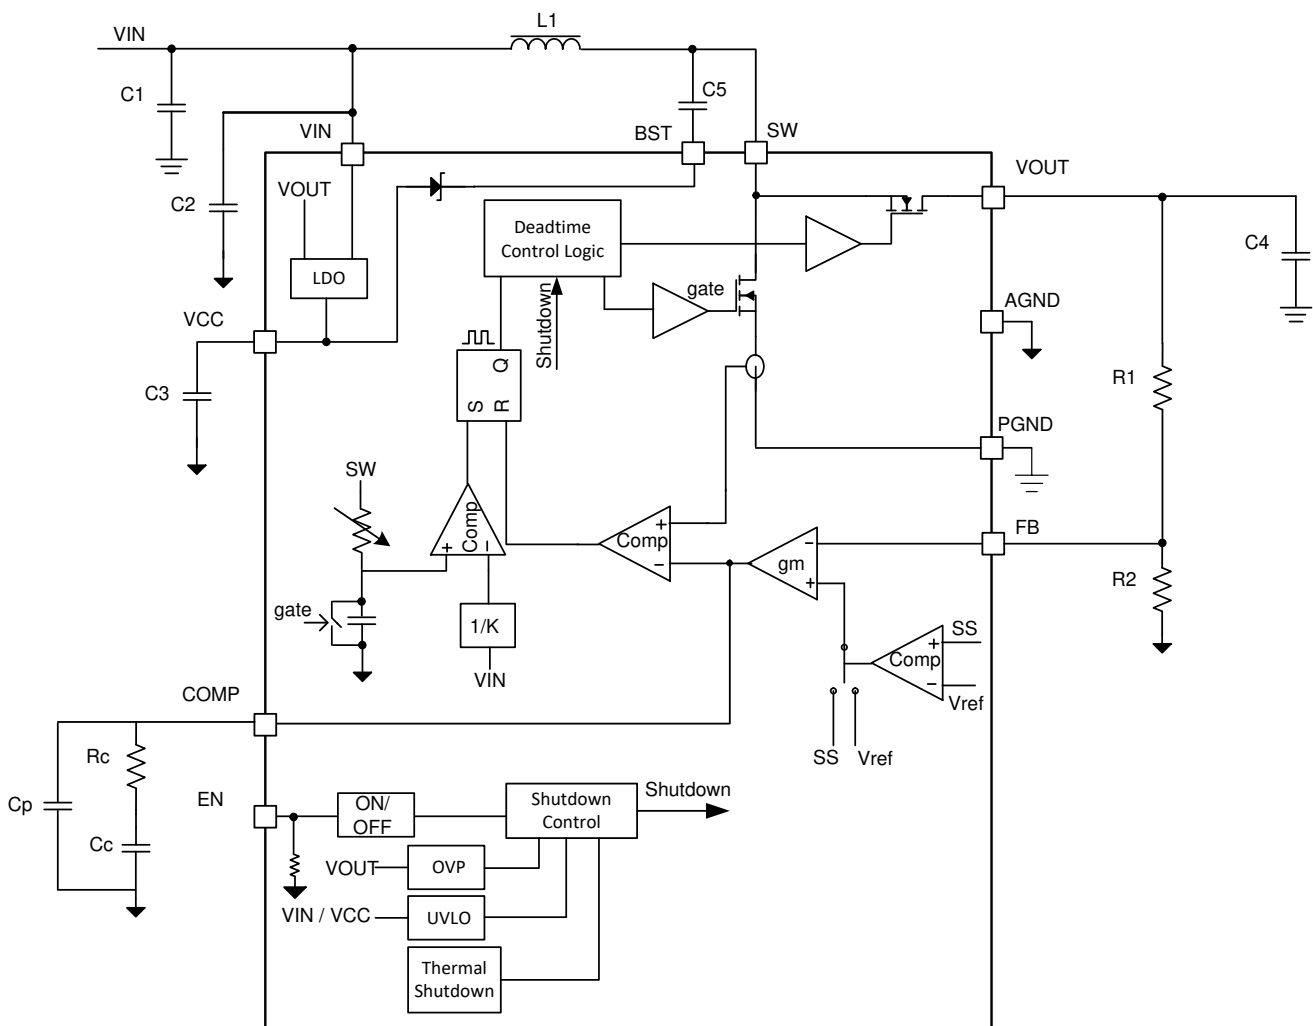 L1
VIN
C1
C5
VIN
BST
SW
VOUT
VOUT
C2
Deadtime
Control Logic
C4
LDO
gate
AGND
VCC
Shutdown
Q
S
R
C3
R1
PGND
SW
Comp
+
−
Comp
+
−
FB
gm
−
+
R2
gate
1/K
SS
Comp
+
−
VIN
Vref
COMP
SS
Vref
Rc
Cp
EN
ON/
OFF
Shutdown
Control
Shutdown
Cc
VOUT
OVP
VIN / VCC
UVLO
Thermal
Shutdown